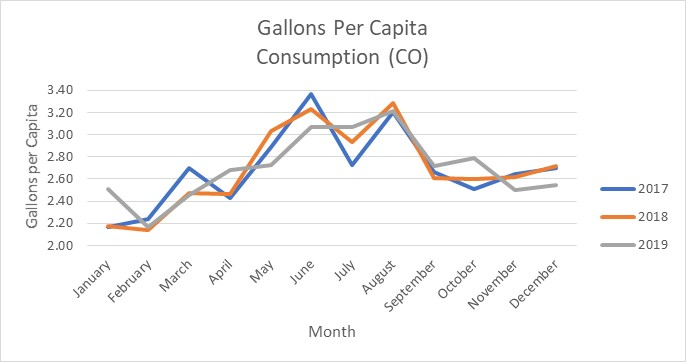 Gallons Per Capita
Consumption (CO)
3.40
3.20
3.00
2.80
2.60
2.40
2.20
2.00
Gallons per Capita
January
February
March
April
May
June
July
August
September
October
November
December
Month
2017
2018
2019